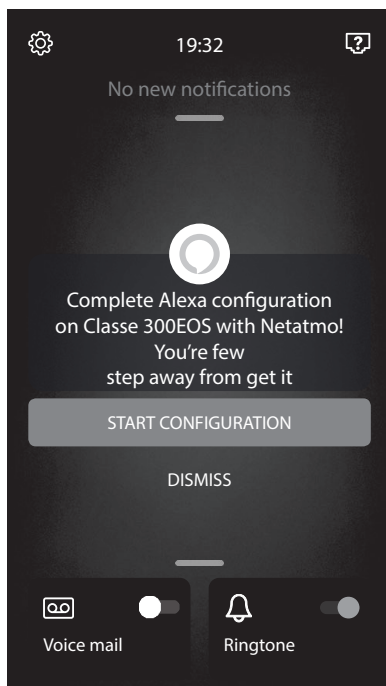 19:32
No new notifications
Complete Alexa configuration
on Classe 300EOS with Netatmo!
You're few
step away from get it
START CONFIGURATION
DISMISS
Voice mail
Ringtone